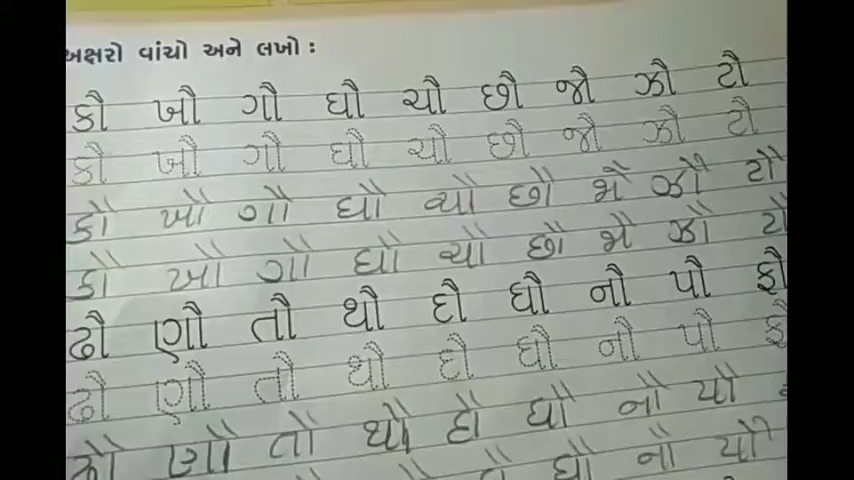 અક્ષરો વાંચો અને લખો :
કૌ ખૌ ગૌ ઘૌ ચૌ છૌ જૌ ઝૌ ટૌ
કૌ ખૌ ગૌ ઘૌ ચૌ છૌ જૌ ઝૌ ટૌ
કૌ ખૌ ગૌ ઘૌ ચૌ છૌ જૌ ઝૌ ટૌ
કૌ ખૌ ગૌ ઘૌ ચૌ છૌ જૌ ઝૌ ટૌ
ઢૌ ણૌ તૌ થૌ દૌ ધૌ નૌ પૌ ફૌ
ઢૌ ણૌ તૌ થૌ દૌ ધૌ નૌ પૌ ફૌ
ણૌ તૌ થૌ દૌ ધૌ નૌ પૌ
ધૌ નૌ પૌ